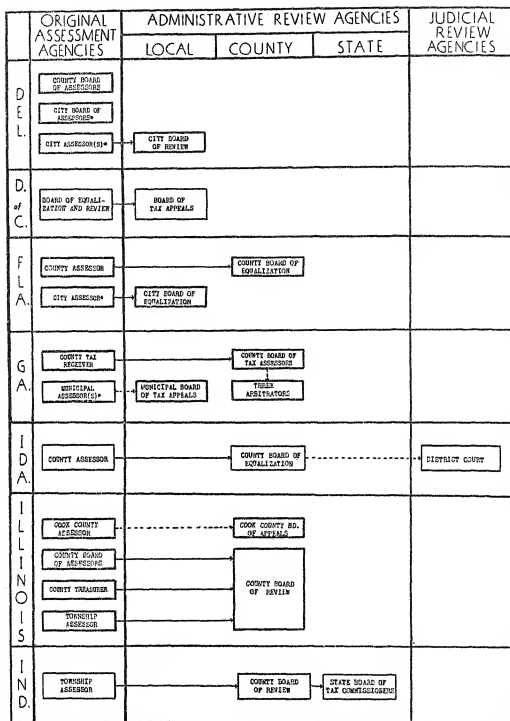 ORIGINAL
ASSESSMENT
AGENCIES
ADMINISTRATIVE REVIEW AGENCIES
LOCAL
COUNTY
STATE
JUDICIAL
REVIEW
AGENCIES
DEL.
COUNTY BOARD
OF ASSESSORS
CITY BOARD OF
ASSESSORS*
CITY ASSESSOR(S)*
CITY BOARD
OF REVIEW
D. of C.
BOARD OF EQUALI-
ZATION AND REVIEW
BOARD OF
TAX APPEALS
FLA.
COUNTY ASSESSOR
COUNTY BOARD OF
EQUALIZATION
CITY ASSESSOR*
CITY BOARD OF
EQUALIZATION
GA.
COUNTY TAX
RECEIVER
COUNTY BOARD OF
TAX ASSESSORS
MUNICIPAL
ASSESSOR(S)*
MUNICIPAL BOARD
OF TAX APPEALS
THREE
ARBITRATORS
IDA.
COUNTY ASSESSOR
COUNTY BOARD OF
EQUALIZATION
DISTRICT COURT
ILLINOIS
COOK COUNTY
ASSESSOR
COOK COUNTY BD.
OF APPEALS
COUNTY BOARD
OF ASSESSORS
COUNTY TREASURER
TOWNSHIP
ASSESSOR
COUNTY BOARD
OF REVIEW
IND.
TOWNSHIP
ASSESSOR
COUNTY BOARD
OF REVIEW
STATE BOARD OF
TAX COMMISSIONERS